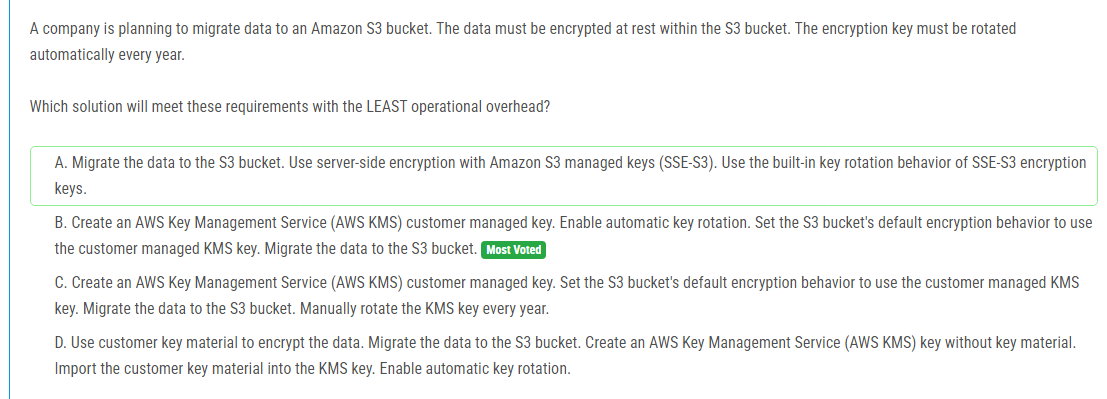 A company is planning to migrate data to an Amazon S3 bucket. The data must be encrypted at rest within the S3 bucket. The encryption key must be rotated
automatically every year.
Which solution will meet these requirements with the LEAST operational overhead?
A. Migrate the data to the S3 bucket. Use server-side encryption with Amazon S3 managed keys (SSE-S3). Use the built-in key rotation behavior of SSE-S3 encryption
keys.
B. Create an AWS Key Management Service (AWS KMS) customer managed key. Enable automatic key rotation. Set the S3 bucket's default encryption behavior to use
the customer managed KMS key. Migrate the data to the S3 bucket. Most Voted
C. Create an AWS Key Management Service (AWS KMS) customer managed key. Set the S3 bucket's default encryption behavior to use the customer managed KMS
key. Migrate the data to the S3 bucket. Manually rotate the KMS key every year.
D. Use customer key material to encrypt the data. Migrate the data to the S3 bucket. Create an AWS Key Management Service (AWS KMS) key without key material.
Import the customer key material into the KMS key. Enable automatic key rotation.